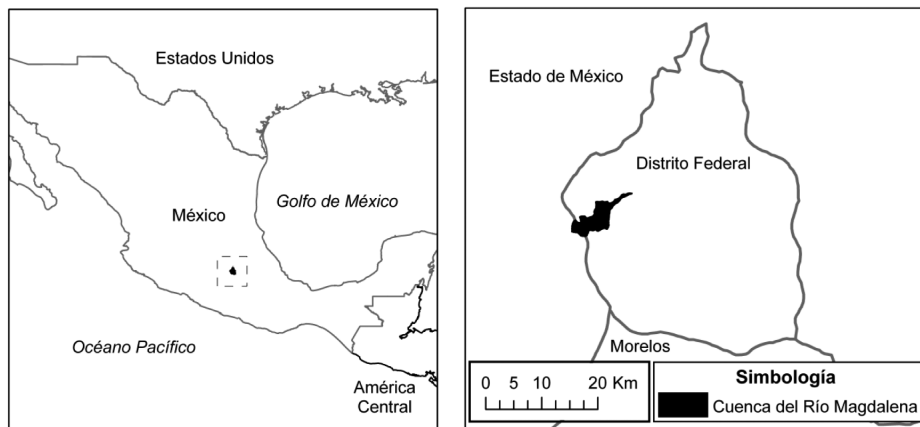 Estados Unidos
México
Golfo de México
Océano Pacífico
América
Central
Estado de México
Distrito Federal
Morelos
0 5 10 20 Km
Simbología
Cuenca del Río Magdalena